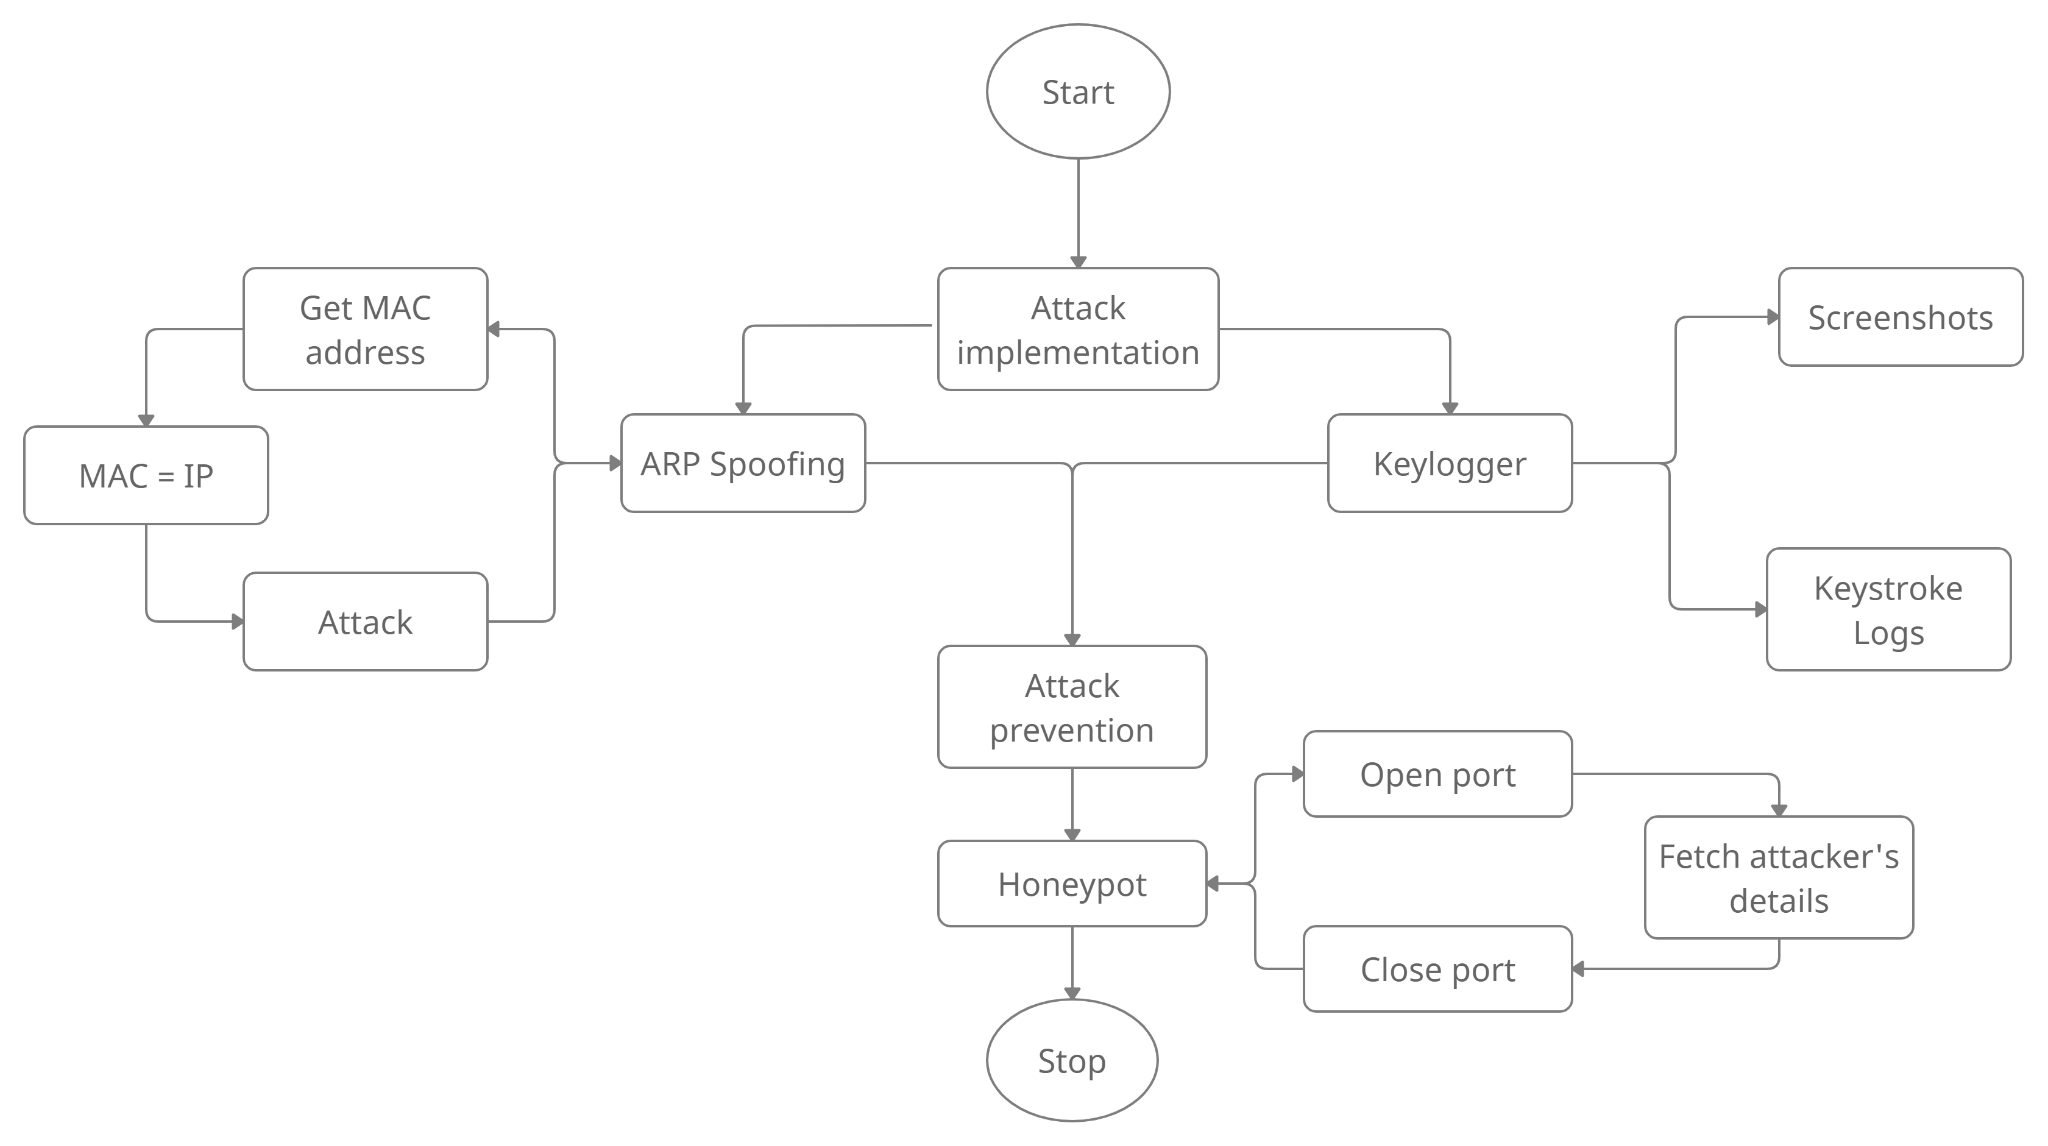 Start
Attack
implementation
Get MAC
address
Screenshots
MAC = IP
ARP Spoofing
Keylogger
Attack
Keystroke
Logs
Attack
prevention
Open port
Fetch attacker's
details
Honeypot
Close port
Stop